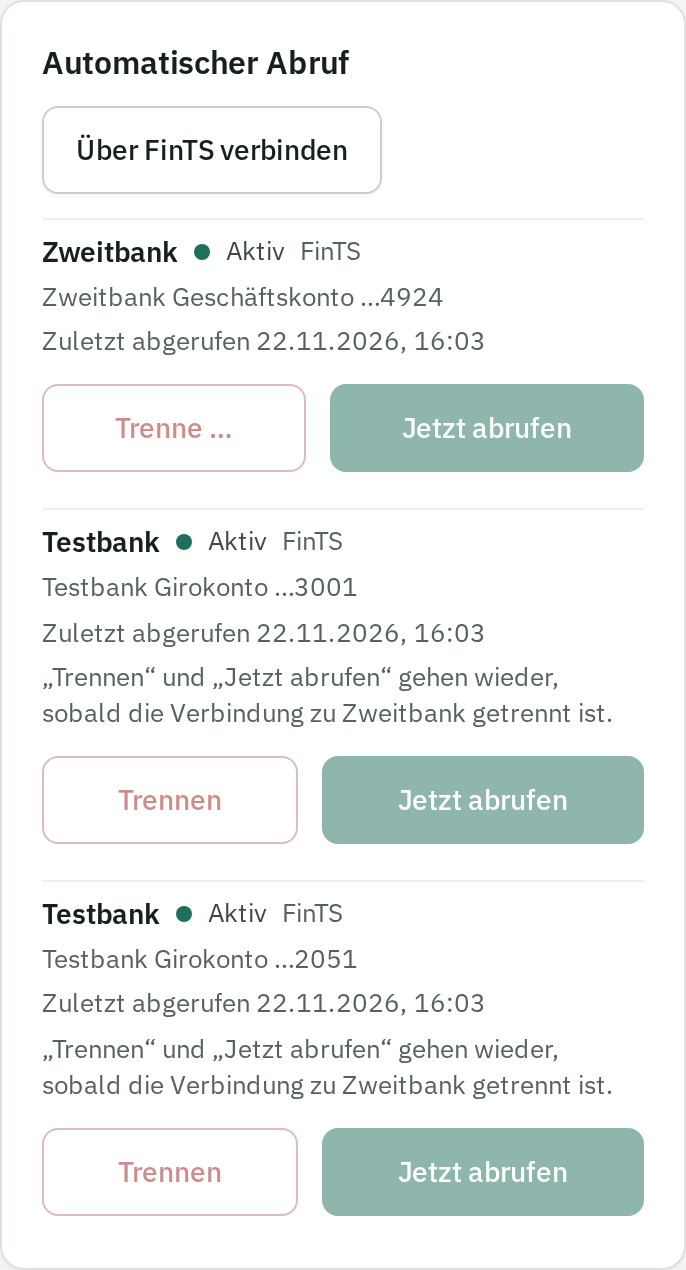 Automatischer Abruf
Über FinTS verbinden
Zweitbank Aktiv FinTS
Zweitbank Geschäftskonto …4924
Zuletzt abgerufen 22.11.2026, 16:03
Trenne … Jetzt abrufen
Testbank Aktiv FinTS
Testbank Girokonto …3001
Zuletzt abgerufen 22.11.2026, 16:03
„Trennen“ und „Jetzt abrufen“ gehen wieder,
sobald die Verbindung zu Zweitbank getrennt ist.
Trennen Jetzt abrufen
Testbank Aktiv FinTS
Testbank Girokonto …2051
Zuletzt abgerufen 22.11.2026, 16:03
„Trennen“ und „Jetzt abrufen“ gehen wieder,
sobald die Verbindung zu Zweitbank getrennt ist.
Trennen Jetzt abrufen